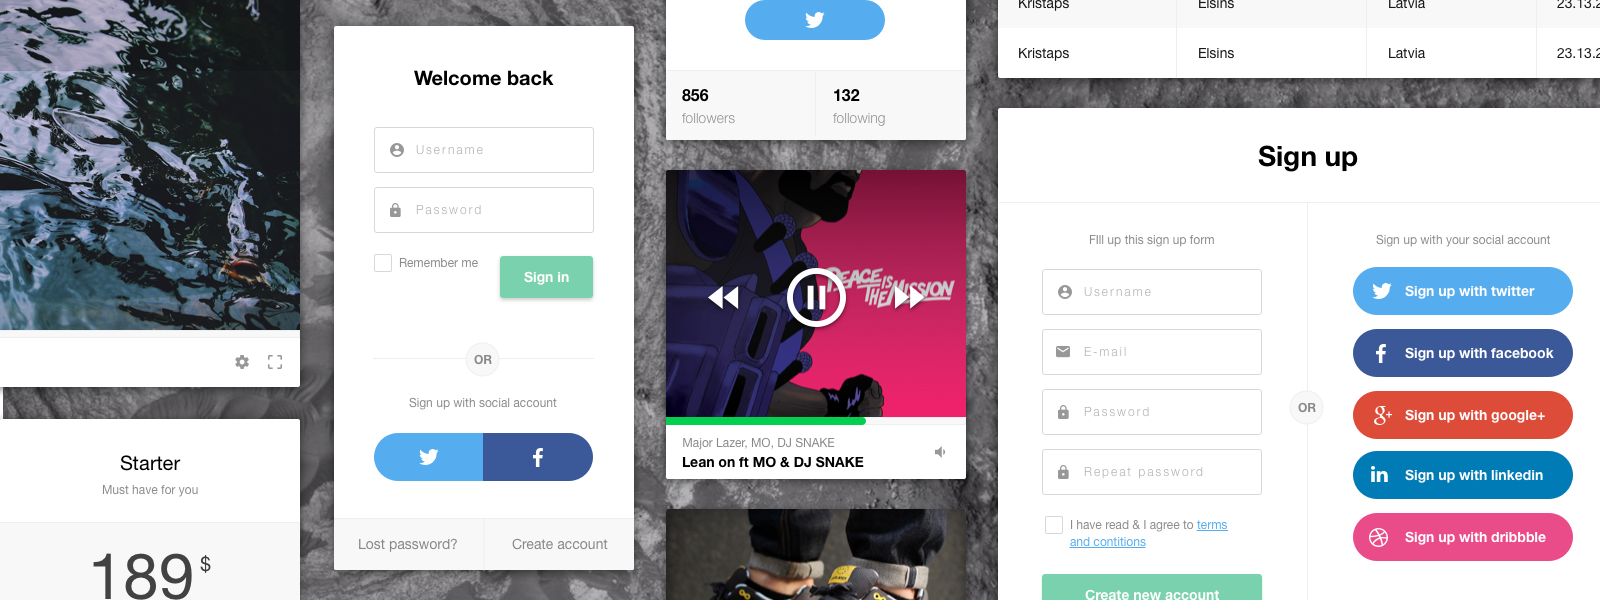 Starter
Must have for you
189 $
Welcome back
Username
Password
Remember me
Sign in
OR
Sign up with social account
Lost password?
Create account
856
followers
132
following
PEACE IS THE MISSION
Major Lazer, MO, DJ SNAKE
Lean on ft MO & DJ SNAKE
Kristaps Elsins Latvia 23.13.2
Kristaps Elsins Latvia 23.13.2
Sign up
FIll up this sign up form
Username
E-mail
Password
Repeat password
I have read & I agree to terms
and contitions
Create new account
OR
Sign up with your social account
Sign up with twitter
Sign up with facebook
g+ Sign up with google+
in Sign up with linkedin
Sign up with dribbble